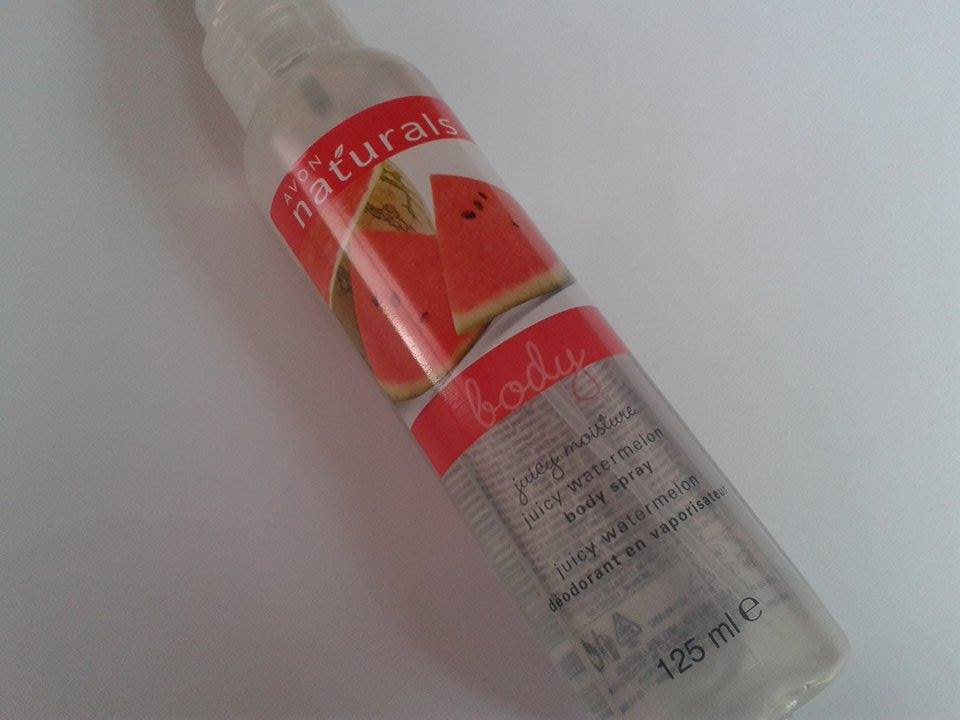 AVON
naturals
body
juicy moisture
juicy watermelon
body spray
juicy watermelon
déodorant en vaporisateur
125 ml e